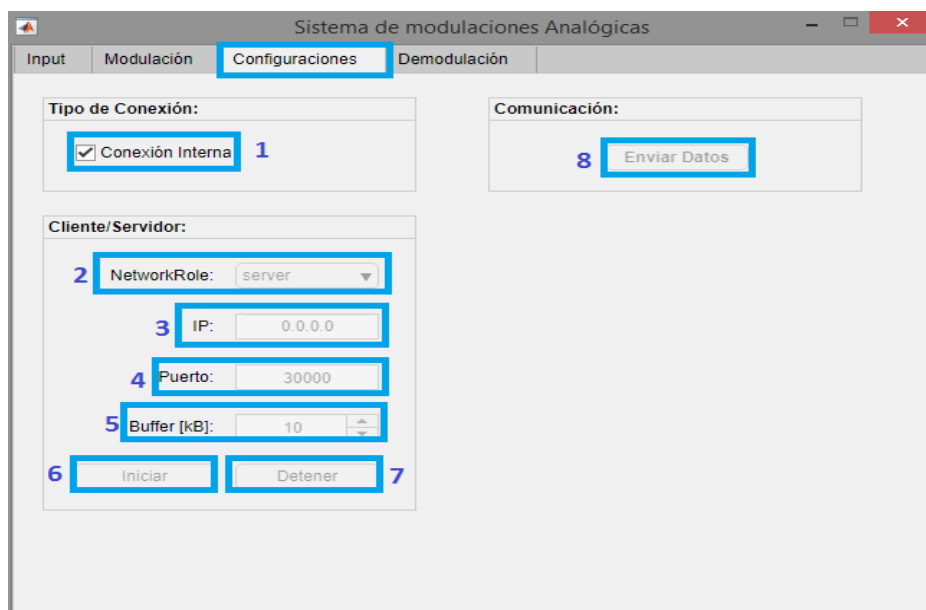 Sistema de modulaciones Analógicas
Input Modulación Configuraciones Demodulación
Tipo de Conexión:
Conexión Interna 1
Comunicación:
8 Enviar Datos
Cliente/Servidor:
2 NetworkRole: server
3 IP: 0.0.0.0
4 Puerto: 30000
5 Buffer [kB]: 10
6 Iniciar Detener 7